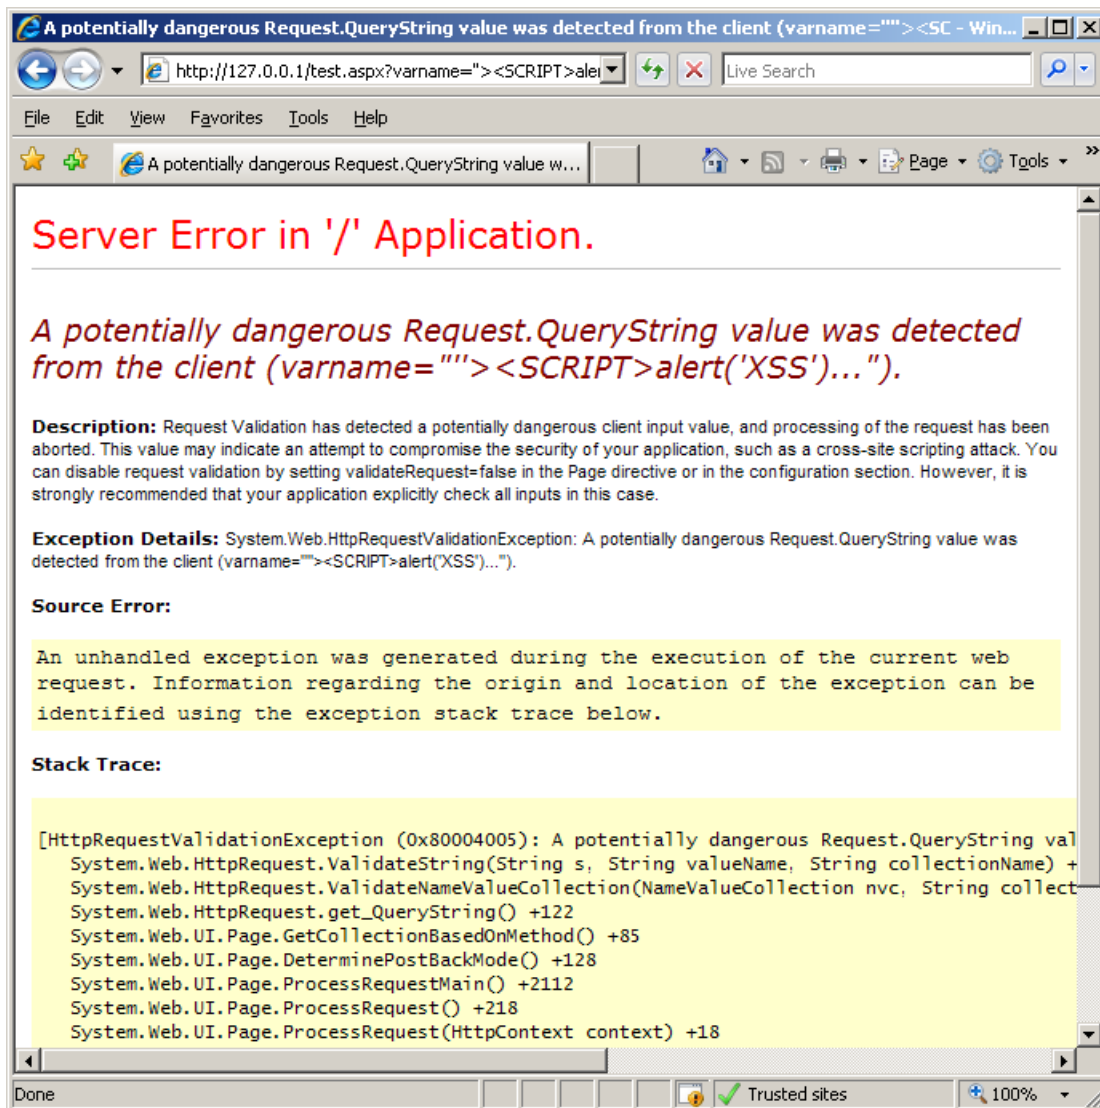 A potentially dangerous Request.QueryString value was detected from the client (varname=""><SC - Win...
http://127.0.0.1/test.aspx?varname="><SCRIPT>ale
Live Search
File Edit View Favorites Tools Help
A potentially dangerous Request.QueryString value w...
Page Tools »
Server Error in '/' Application.
A potentially dangerous Request.QueryString value was detected
from the client (varname=""><SCRIPT>alert('XSS')...").
Description: Request Validation has detected a potentially dangerous client input value, and processing of the request has been
aborted. This value may indicate an attempt to compromise the security of your application, such as a cross-site scripting attack. You
can disable request validation by setting validateRequest=false in the Page directive or in the configuration section. However, it is
strongly recommended that your application explicitly check all inputs in this case.
Exception Details: System.Web.HttpRequestValidationException: A potentially dangerous Request.QueryString value was
detected from the client (varname=""><SCRIPT>alert('XSS')...").
Source Error:
An unhandled exception was generated during the execution of the current web
request. Information regarding the origin and location of the exception can be
identified using the exception stack trace below.
Stack Trace:
[HttpRequestValidationException (0x80004005): A potentially dangerous Request.QueryString val
System.Web.HttpRequest.ValidateString(String s, String valueName, String collectionName) +
System.Web.HttpRequest.ValidateNameValueCollection(NameValueCollection nvc, String collect
System.Web.HttpRequest.get_QueryString() +122
System.Web.UI.Page.GetCollectionBasedOnMethod() +85
System.Web.UI.Page.DeterminePostBackMode() +128
System.Web.UI.Page.ProcessRequestMain() +2112
System.Web.UI.Page.ProcessRequest() +218
System.Web.UI.Page.ProcessRequest(HttpContext context) +18
Done Trusted sites 100%